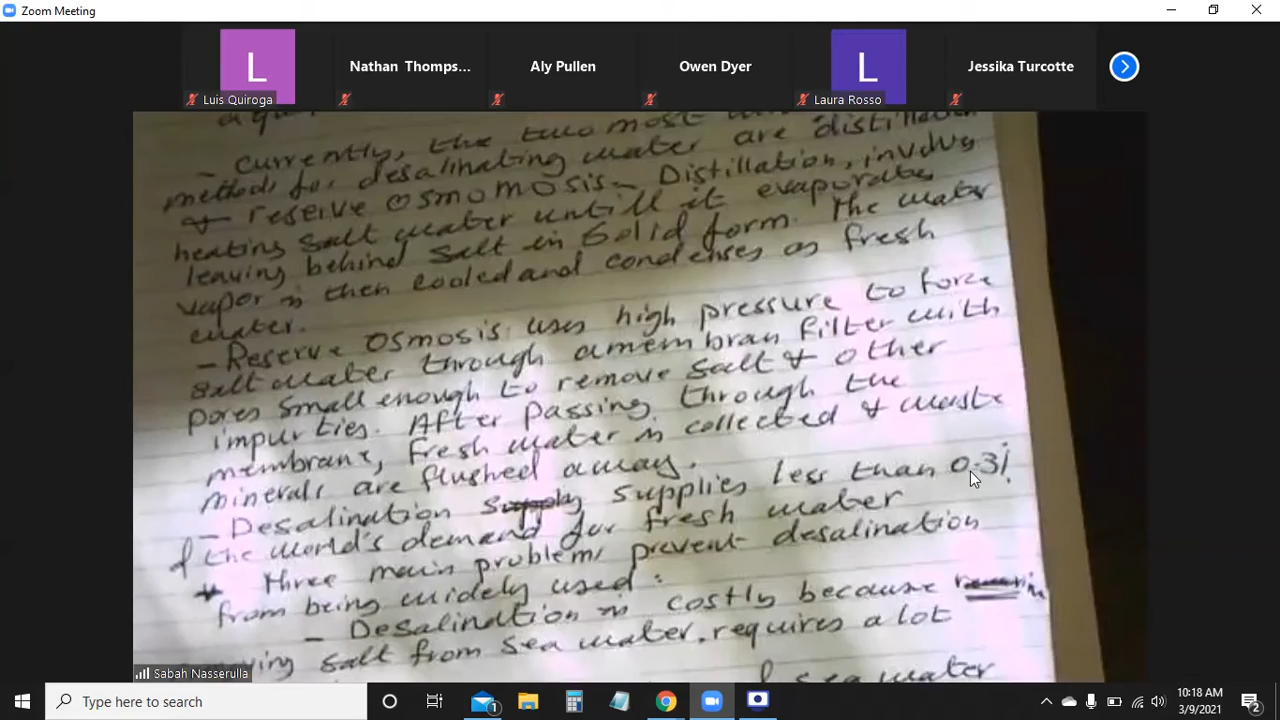 Zoom Meeting
L
Luis Quiroga
Nathan Thomps...
Aly Pullen
Owen Dyer
L
Laura Rosso
Jessika Turcotte
- Currently, the two most
methods for desalinating water are distillation
& reserve osmomosis. Distillation, involves
heating salt water untill it evaporates
leaving behind salt in solid form. The water
vapor is then cooled and condenses as fresh
water.
- Reserve osmosis uses high pressure to force
salt water through a membran filter with
pores small enough to remove salt & other
impurties. After passing through the
membrane, fresh water is collected & waste
minerals are flushed away.
- Desalination supply supplies less than 0.3%
of the world's demand for fresh water
Three main problems prevent desalination
from being widely used:
- Desalination is costly because
salt from sea water. requires a lot
sea water
Sabah Nasserulla
Type here to search
1
10:18 AM
3/9/2021
2